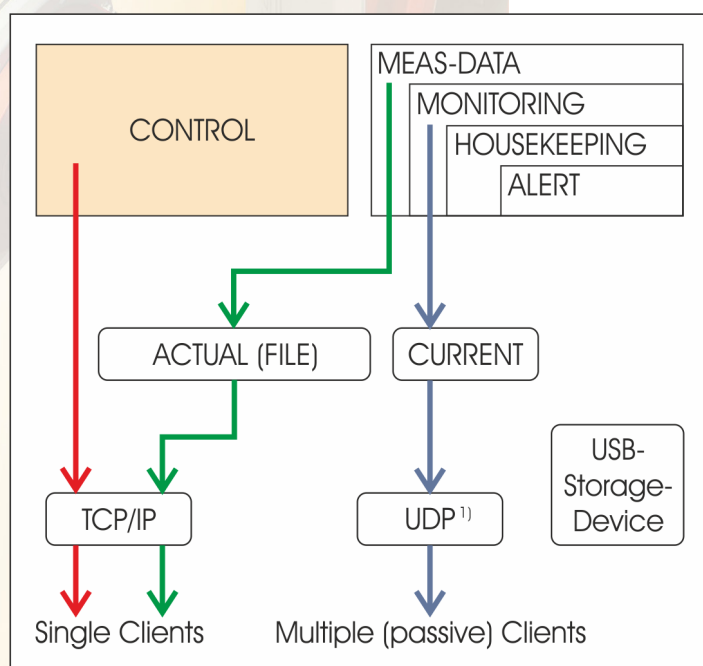 CONTROL
MEAS-DATA
MONITORING
HOUSEKEEPING
ALERT
ACTUAL (FILE)
CURRENT
USB-
Storage-
Device
TCP/IP
UDP 1)
Single Clients
Multiple (passive) Clients